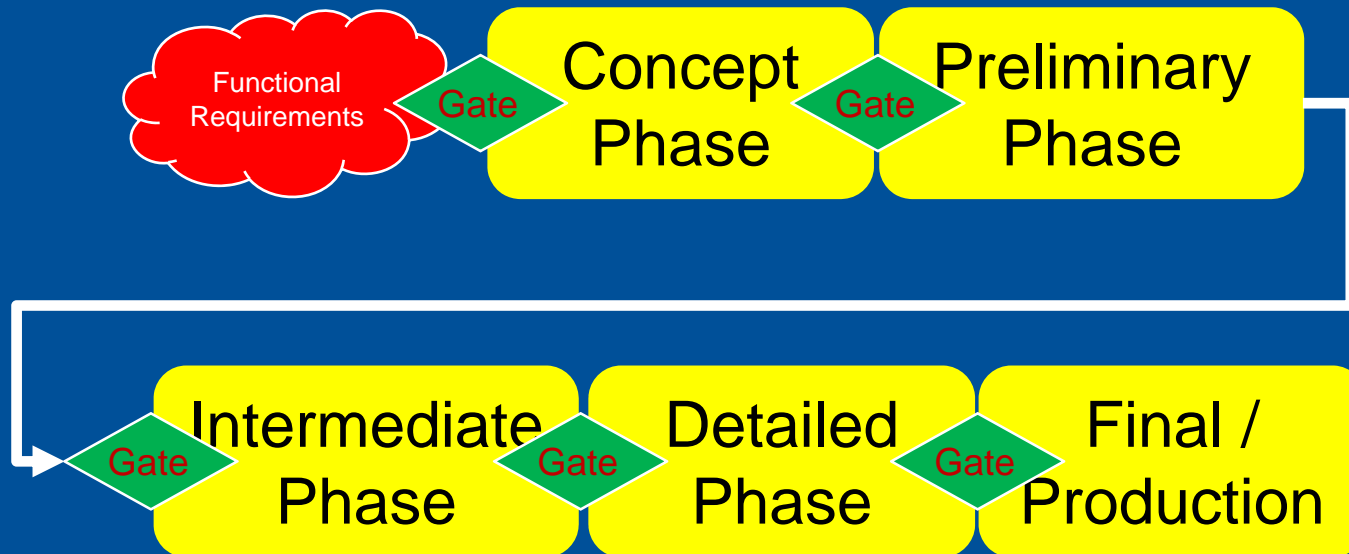 Functional
Requirements
Gate
Concept
Phase
Gate
Preliminary
Phase
Gate
Intermediate
Phase
Gate
Detailed
Phase
Gate
Final /
Production